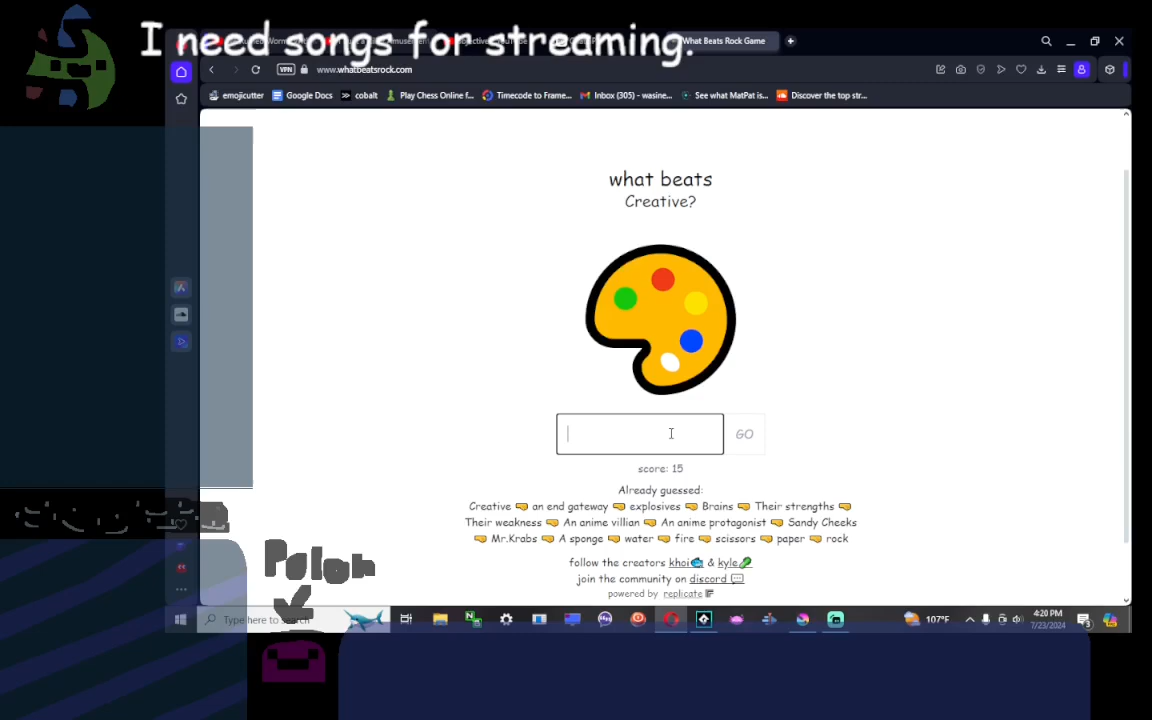 I need songs for streaming.
What Beats Rock Game
VPN www.whatbeatsrock.com
emojicutter Google Docs cobalt Play Chess Online f... Timecode to Frame... Inbox (305) - wasine... See what MatPat is... Discover the top str...
what beats
Creative?
GO
score: 15
Already guessed:
Creative 🤜 an end gateway 🤜 explosives 🤜 Brains 🤜 Their strengths 🤜
Their weakness 🤜 An anime villian 🤜 An anime protagonist 🤜 Sandy Cheeks
🤜 Mr.Krabs 🤜 A sponge 🤜 water 🤜 fire 🤜 scissors 🤜 paper 🤜 rock
follow the creators khoi & kyle
join the community on discord
powered by replicate
Poloh
Type here to search
107°F
4:20 PM
7/23/2024